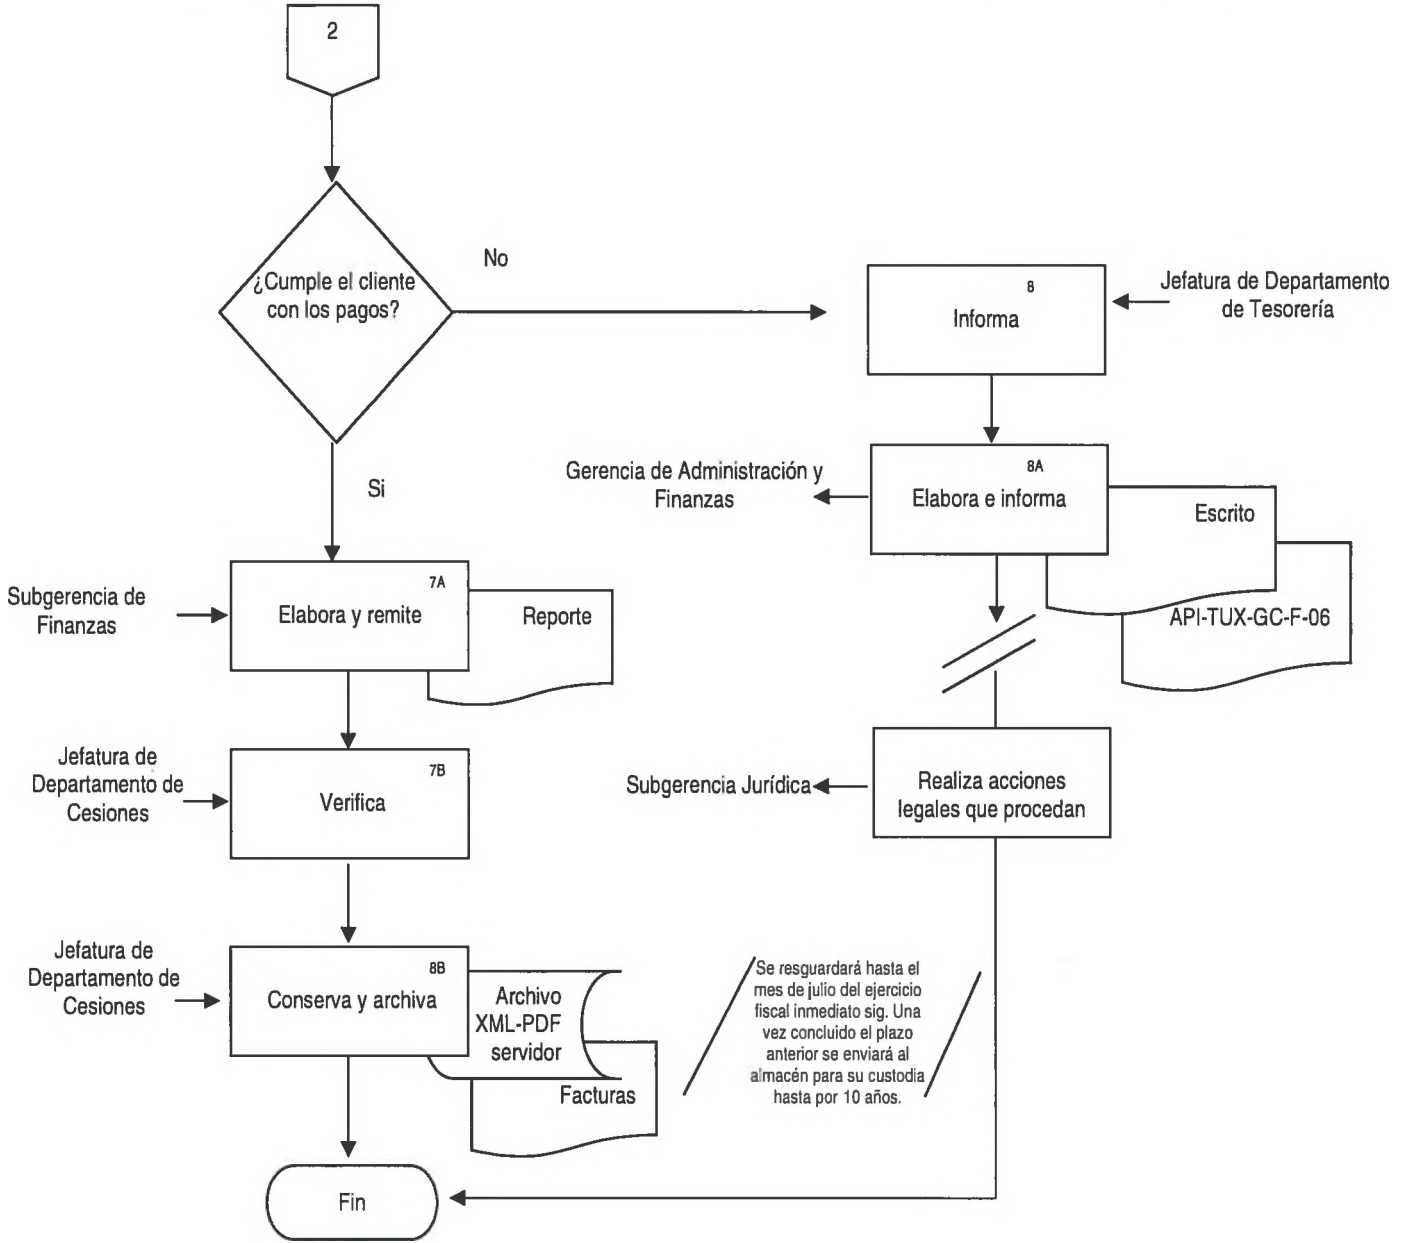 2
¿Cumple el cliente
con los pagos?
No
8
Informa
Jefatura de Departamento
de Tesorería
Si
Gerencia de Administración y
Finanzas
8A
Elabora e informa
Escrito
API-TUX-GC-F-06
Subgerencia de
Finanzas
7A
Elabora y remite
Reporte
Jefatura de
Departamento de
Cesiones
7B
Verifica
Subgerencia Jurídica
Realiza acciones
legales que procedan
Jefatura de
Departamento de
Cesiones
8B
Conserva y archiva
Archivo
XML-PDF
servidor
Facturas
Se resguardará hasta el
mes de julio del ejercicio
fiscal inmediato sig. Una
vez concluido el plazo
anterior se enviará al
almacén para su custodia
hasta por 10 años.
Fin